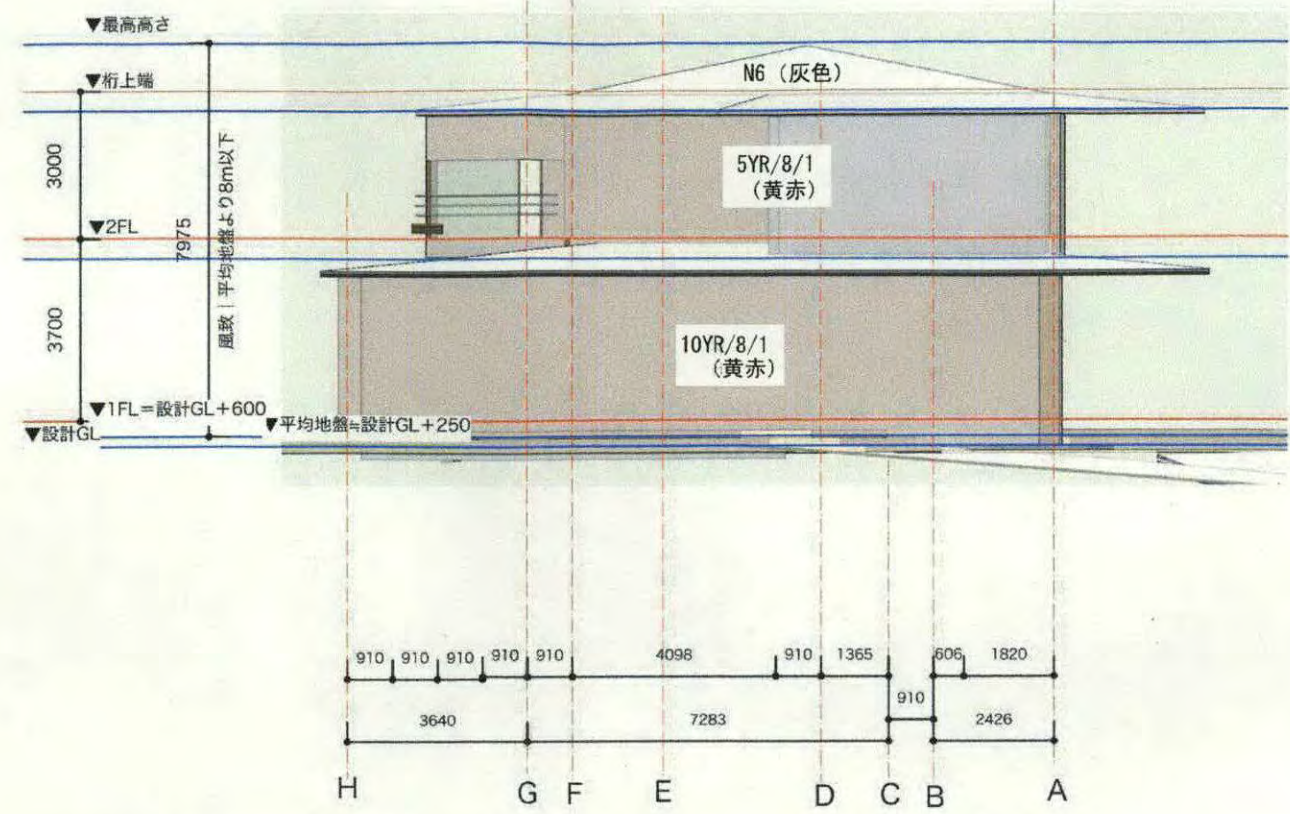 ▼最高高さ
▼桁上端
N6 (灰色)
3000
7975
風致｜平均地盤より8m以下
5YR/8/1
(黄赤)
▼2FL
3700
10YR/8/1
(黄赤)
▼1FL=設計GL+600
▼設計GL
▼平均地盤≒設計GL+250
910 910 910 910 910 4098 910 1365 606 1820
910
3640 7283 2426
H G F E D C B A